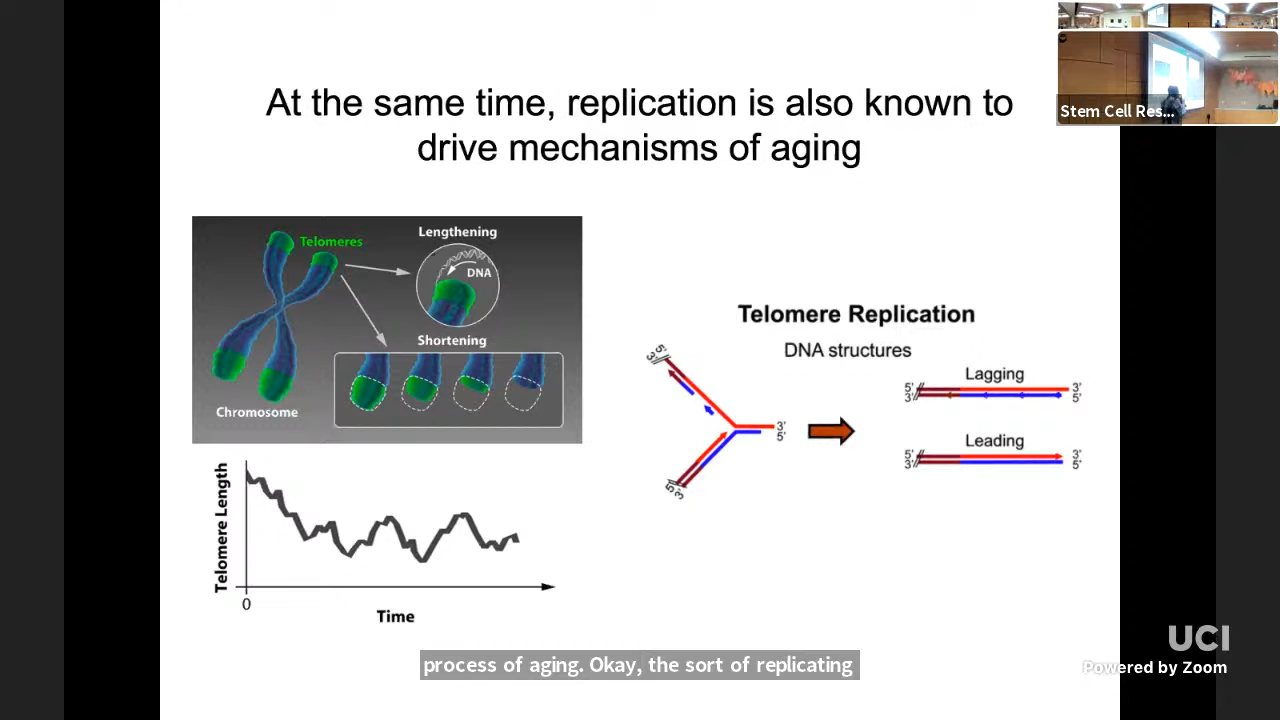 At the same time, replication is also known to
drive mechanisms of aging
Stem Cell Res...
Telomeres
Lengthening
DNA
Shortening
Chromosome
Telomere Length
0
Time
Telomere Replication
DNA structures
5'
3'
3'
5'
5'
3'
Lagging
5'
3'
3'
5'
Leading
5'
3'
3'
5'
process of aging. Okay, the sort of replicating
UCI
Powered by Zoom